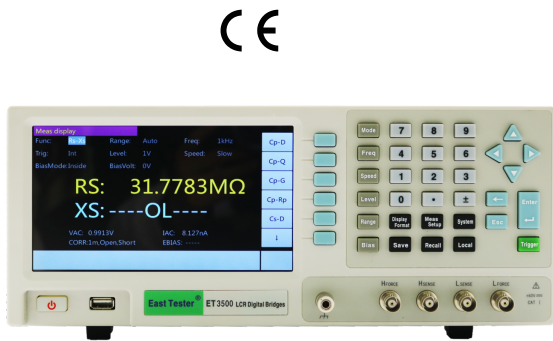 CE
Meas display
Func: Rs-Xs Range: Auto Freq: 1kHz
Trig: Int Level: 1V Speed: Slow
BiasMode: Inside BiasVolt: 0V
RS: 31.7783MΩ
XS: ----OL----
VAC: 0.9913V IAC: 8.127nA
CORR:1m,Open,Short EBIAS: -----
Cp-D
Cp-Q
Cp-G
Cp-Rp
Cs-D
↓
Mode 7 8 9
Freq 4 5 6
Speed 1 2 3
Level 0 · ± ← Enter
Range Display Format Meas Setup System Esc
Bias Save Recall Local Trigger
East Tester® ET3500 LCR Digital Bridges
HFORCE HSENSE LSENSE LFORCE
CAT I